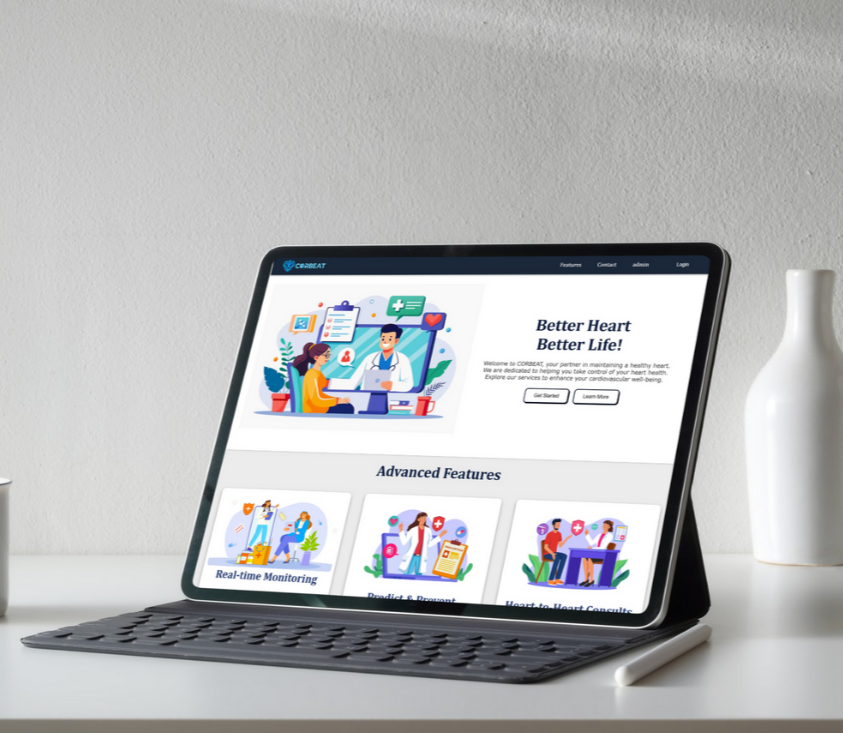 CORBEAT
Features Contact admin Login
Better Heart
Better Life!
Welcome to CORBEAT, your partner in maintaining a healthy heart.
We are dedicated to helping you take control of your heart health.
Explore our services to enhance your cardiovasculer well-being.
Get Started Learn More
Advanced Features
Real-time Monitoring
Predict & Prevent
Heart-to-Heart Consults